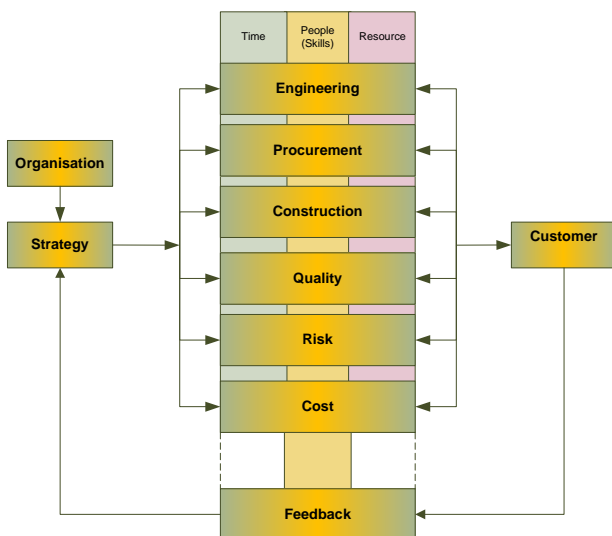 Time
People
(Skills)
Resource
Engineering
Procurement
Organisation
Construction
Strategy
Customer
Quality
Risk
Cost
Feedback